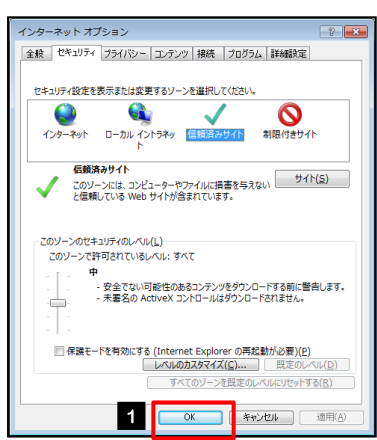 インターネット オプション
全般 セキュリティ プライバシー コンテンツ 接続 プログラム 詳細設定
セキュリティ設定を表示または変更するゾーンを選択してください。
インターネット ローカル イントラネッ 信頼済みサイト 制限付きサイト
ト
信頼済みサイト
サイト(S)
このゾーンには、コンピューターやファイルに損害を与えない
と信頼している Web サイトが含まれています。
このゾーンのセキュリティのレベル(L)
このゾーンで許可されているレベル: すべて
中
- 安全でない可能性のあるコンテンツをダウンロードする前に警告します。
- 未署名の ActiveX コントロールはダウンロードされません。
保護モードを有効にする (Internet Explorer の再起動が必要)(P)
レベルのカスタマイズ(C)... 既定のレベル(D)
すべてのゾーンを既定のレベルにリセットする(R)
1 OK キャンセル 適用(A)